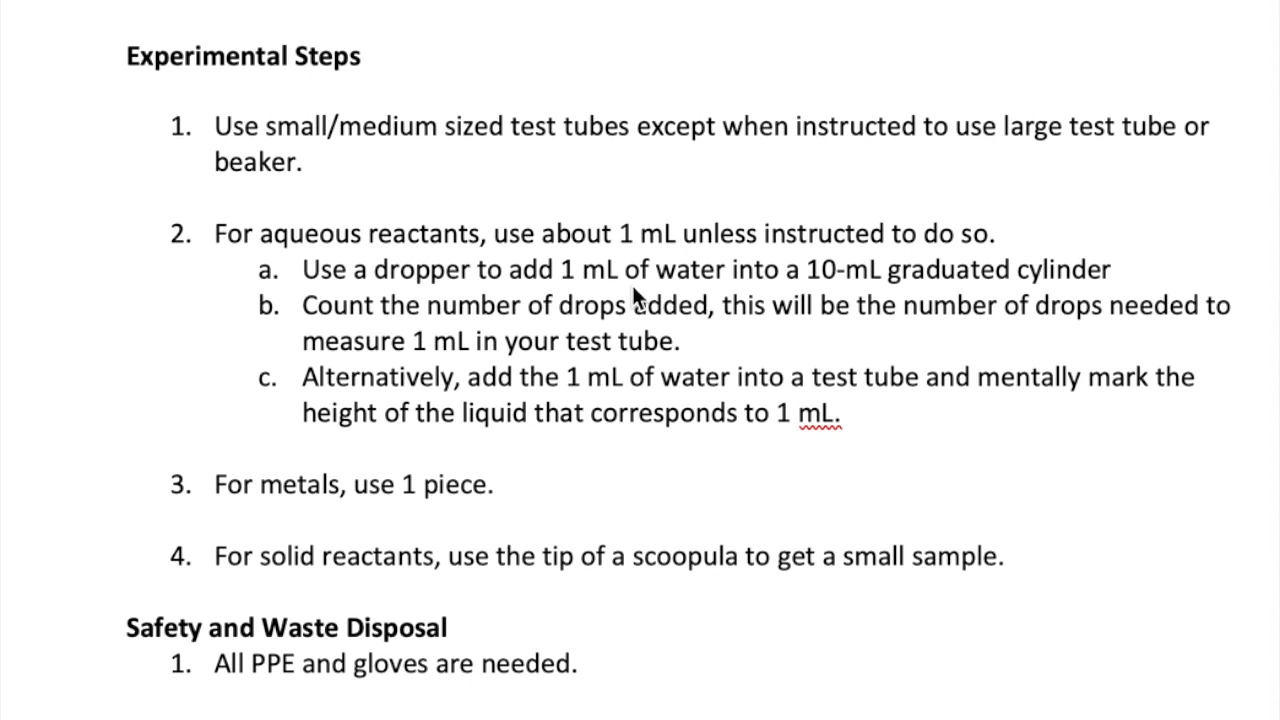 Experimental Steps
1. Use small/medium sized test tubes except when instructed to use large test tube or
beaker.
2. For aqueous reactants, use about 1 mL unless instructed to do so.
a. Use a dropper to add 1 mL of water into a 10-mL graduated cylinder
b. Count the number of drops added, this will be the number of drops needed to
measure 1 mL in your test tube.
c. Alternatively, add the 1 mL of water into a test tube and mentally mark the
height of the liquid that corresponds to 1 mL.
3. For metals, use 1 piece.
4. For solid reactants, use the tip of a scoopula to get a small sample.
Safety and Waste Disposal
1. All PPE and gloves are needed.